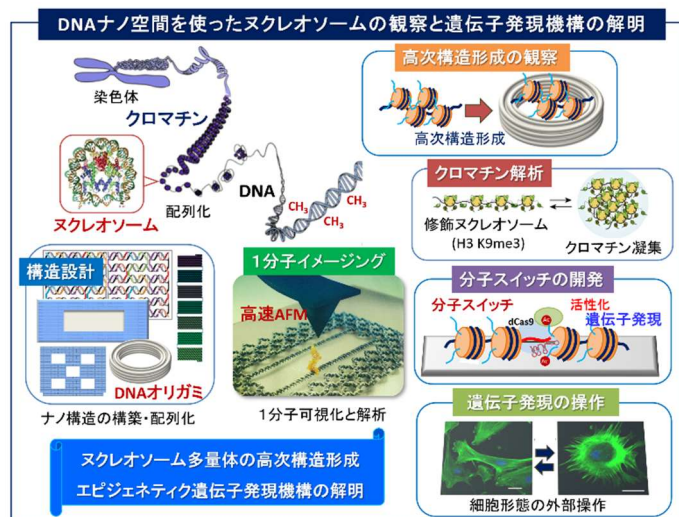 DNAナノ空間を使ったヌクレオソームの観察と遺伝子発現機構の解明
染色体
クロマチン
ヌクレオソーム
配列化
DNA
CH3
CH3
CH3
高次構造形成の観察
高次構造形成
クロマチン解析
修飾ヌクレオソーム
(H3 K9me3)
クロマチン凝集
構造設計
DNAオリガミ
ナノ構造の構築・配列化
1分子イメージング
高速AFM
1分子可視化と解析
分子スイッチの開発
分子スイッチ
dCas9
Ac
Ac
活性化
遺伝子発現
遺伝子発現の操作
細胞形態の外部操作
ヌクレオソーム多量体の高次構造形成
エピジェネティク遺伝子発現機構の解明